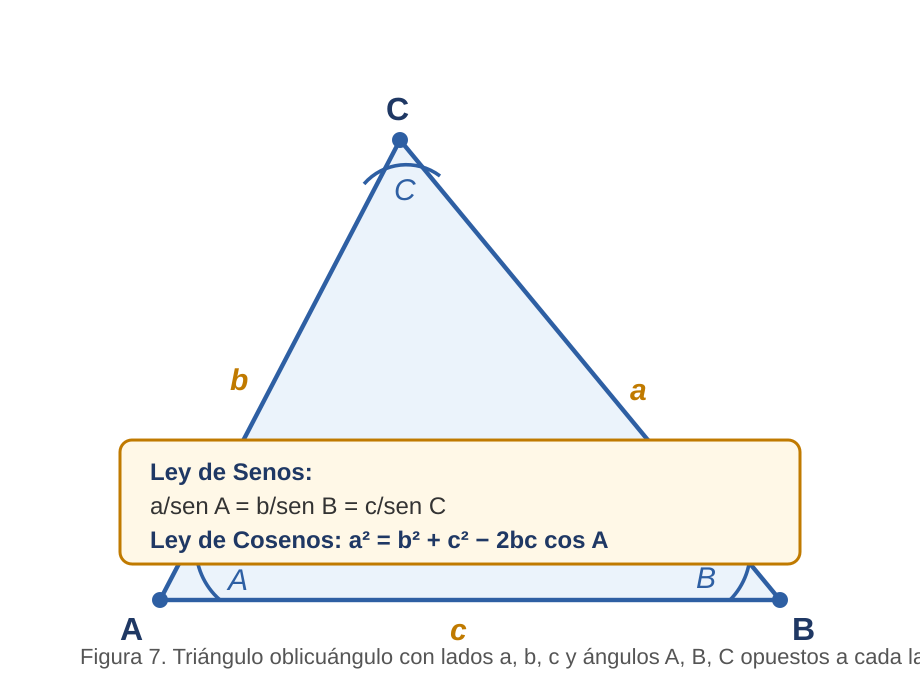 C
C
b
a
Ley de Senos:
a/sen A = b/sen B = c/sen C
Ley de Cosenos: a² = b² + c² − 2bc cos A
A
B
A
c
B
Figura 7. Triángulo oblicuángulo con lados a, b, c y ángulos A, B, C opuestos a cada